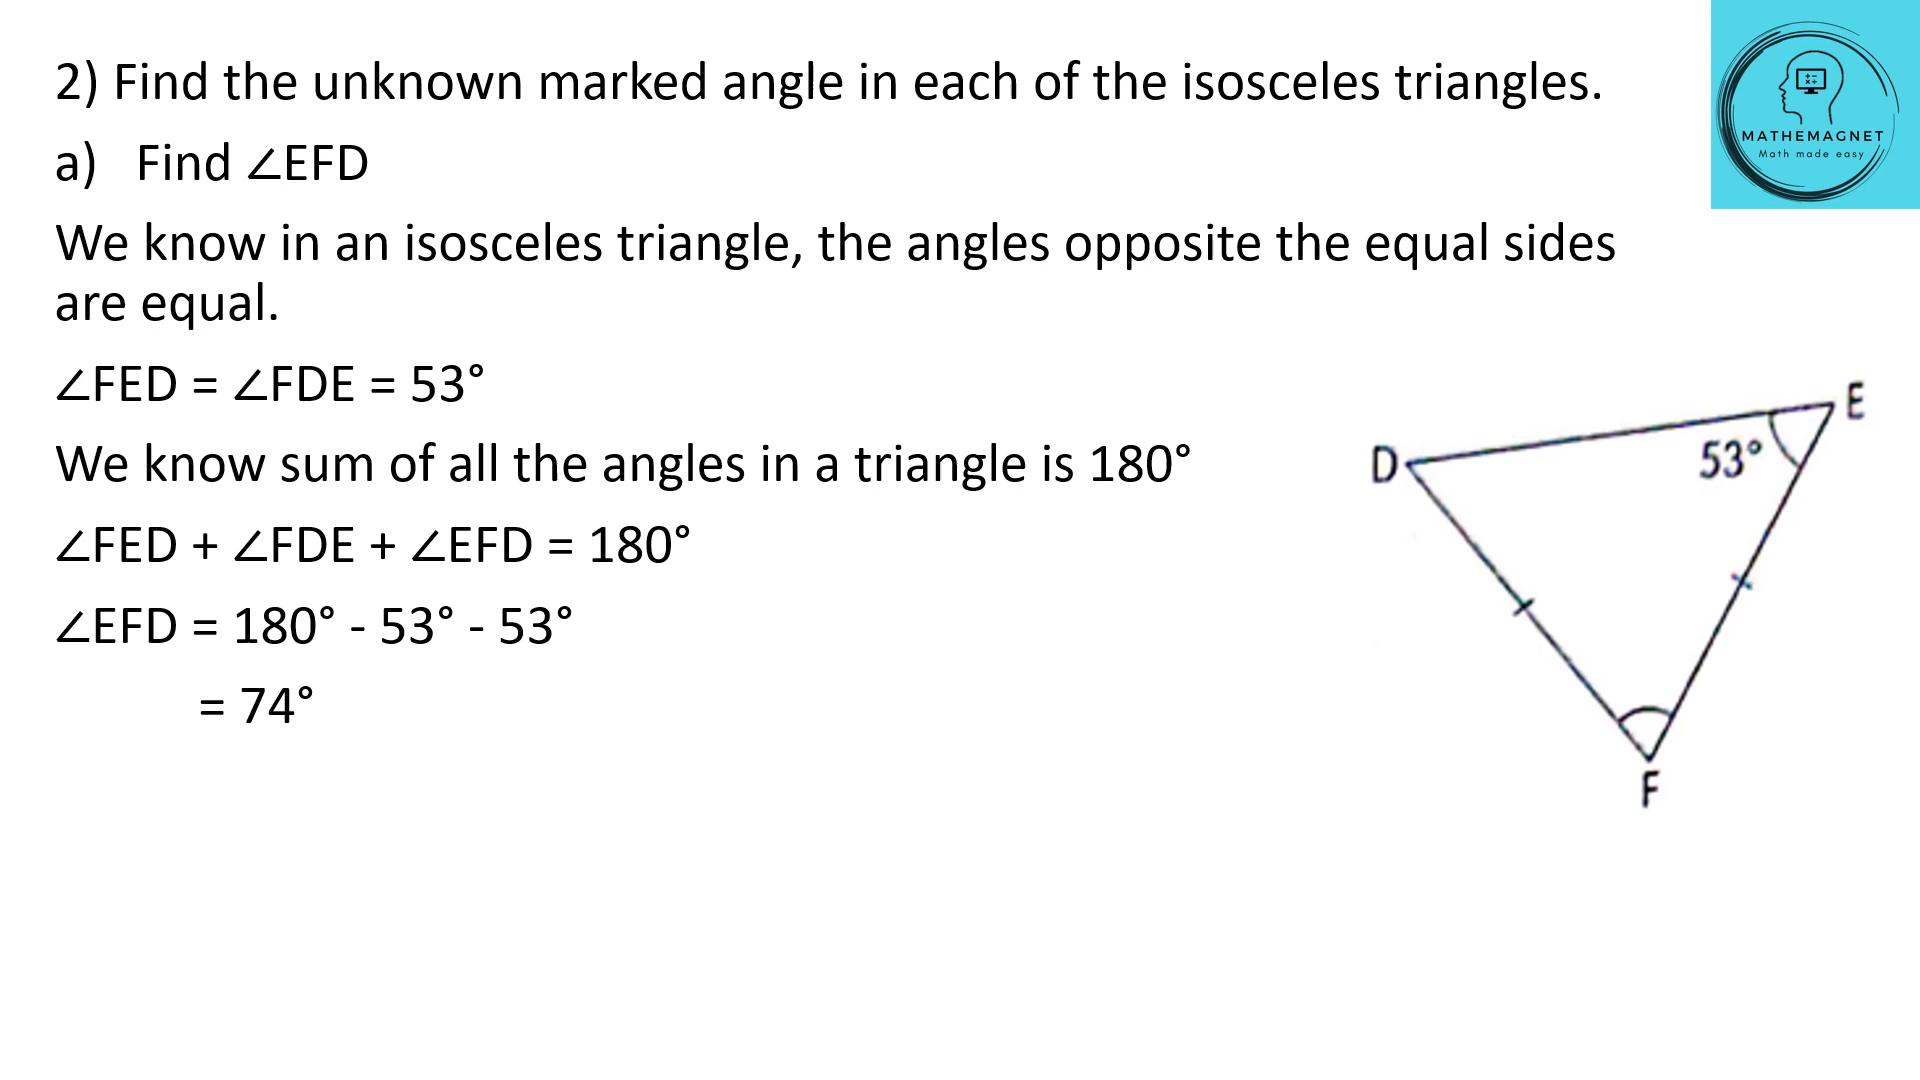 2) Find the unknown marked angle in each of the isosceles triangles.
a) Find ∠EFD
We know in an isosceles triangle, the angles opposite the equal sides
are equal.
∠FED = ∠FDE = 53°
We know sum of all the angles in a triangle is 180°
∠FED + ∠FDE + ∠EFD = 180°
∠EFD = 180° - 53° - 53°
= 74°
MATHEMAGNET
Math made easy
E
D
53°
F